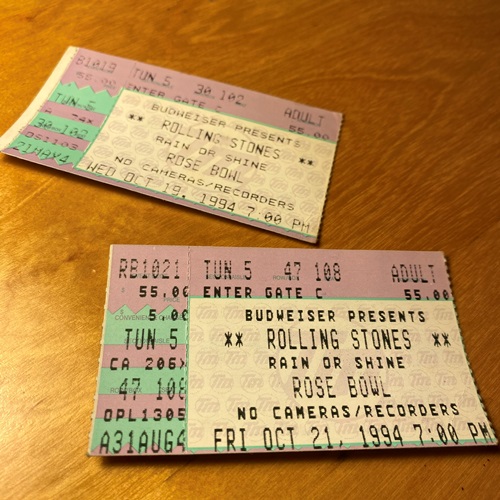 TUN 5 30 102 ADULT
55.00
ENTER GATE C 55.00
BUDWEISER PRESENTS
TUN 5
** ROLLING STONES **
30 102
RAIN OR SHINE
ROSE BOWL
NO CAMERAS/RECORDERS
WED OCT 19, 1994 7:00 PM
RB1021 TUN 5 47 108 ADULT
55.00 ENTER GATE C 55.00
5.00 BUDWEISER PRESENTS
TUN 5 ** ROLLING STONES **
CA 206X RAIN OR SHINE
47 108 ROSE BOWL
OPL1305 NO CAMERAS/RECORDERS
A31AUG4 FRI OCT 21, 1994 7:00 PM